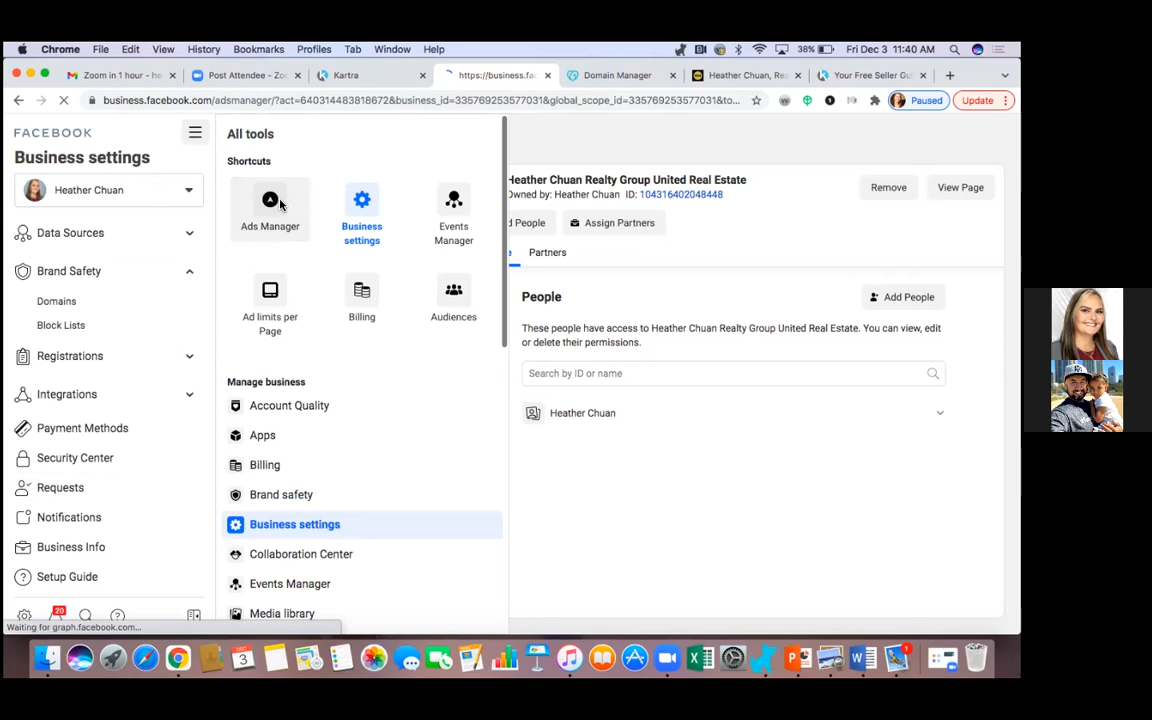 Chrome File Edit View History Bookmarks Profiles Tab Window Help 38% Fri Dec 3 11:40 AM
Zoom in 1 hour - he Post Attendee - Zo Kartra https://business.fac Domain Manager Heather Chuan, Re Your Free Seller Gu
business.facebook.com/adsmanager/?act=640314483818672&business_id=335769253577031&global_scope_id=335769253577031&to... Paused Update
FACEBOOK
Business settings
Heather Chuan
Data Sources
Brand Safety
Domains
Block Lists
Registrations
Integrations
Payment Methods
Security Center
Requests
Notifications
Business Info
Setup Guide
20
Waiting for graph.facebook.com...
All tools
Shortcuts
Ads Manager
Business settings
Events Manager
Ad limits per Page
Billing
Audiences
Manage business
Account Quality
Apps
Billing
Brand safety
Business settings
Collaboration Center
Events Manager
Media library
Heather Chuan Realty Group United Real Estate
Owned by: Heather Chuan ID: 104316402048448
Remove
View Page
d People
Assign Partners
Partners
People
Add People
These people have access to Heather Chuan Realty Group United Real Estate. You can view, edit
or delete their permissions.
Search by ID or name
Heather Chuan
DEC
3
1